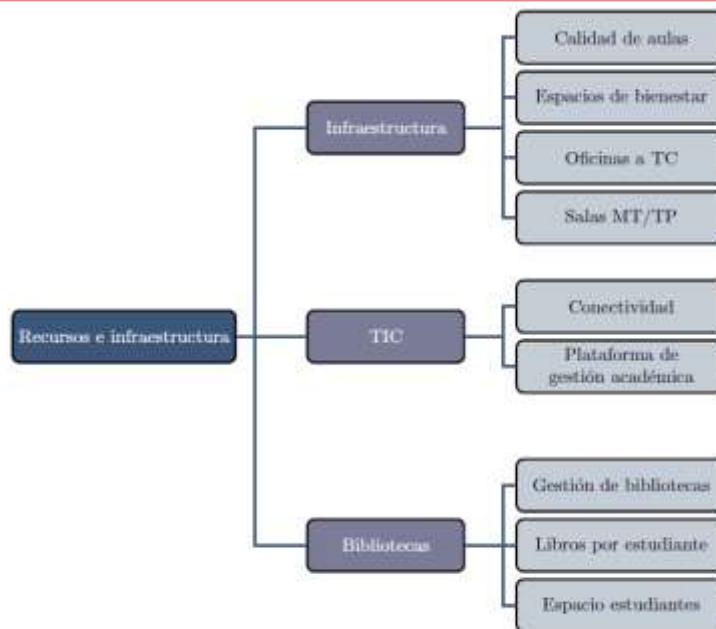 Calidad de aulas
Espacios de bienestar
Infraestructura
Oficinas a TC
Salas MT/TP
Recursos e infraestructura
TIC
Conectividad
Plataforma de
gestión académica
Bibliotecas
Gestión de bibliotecas
Libros por estudiante
Espacio estudiantes